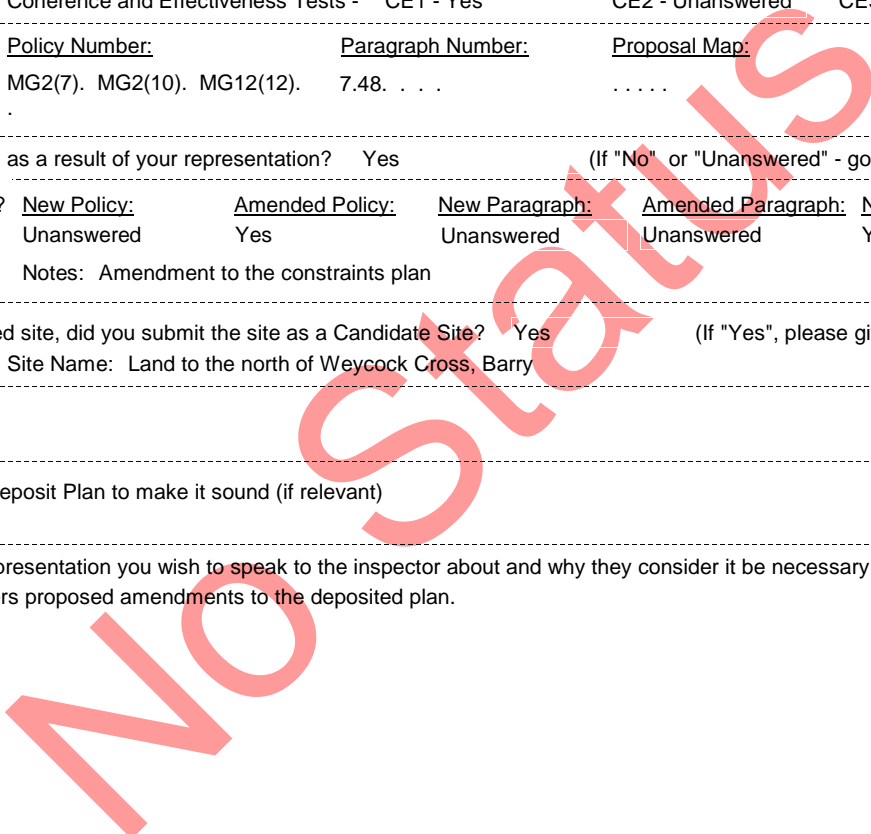 Coherence and Effectiveness Tests - CE1 - Yes CE2 - Unanswered
Policy Number: Paragraph Number: Proposal Map:
MG2(7). MG2(10). MG12(12). 7.48. . . . . . . . .
.
as a result of your representation? Yes (If "No" or "Unanswered" - go
? New Policy: Amended Policy: New Paragraph: Amended Paragraph: N
Unanswered Yes Unanswered Unanswered Y
Notes: Amendment to the constraints plan
ed site, did you submit the site as a Candidate Site? Yes (If "Yes", please gi
Site Name: Land to the north of Weycock Cross, Barry
eposit Plan to make it sound (if relevant)
presentation you wish to speak to the inspector about and why they consider it be necessary
ers proposed amendments to the deposited plan.
No Status